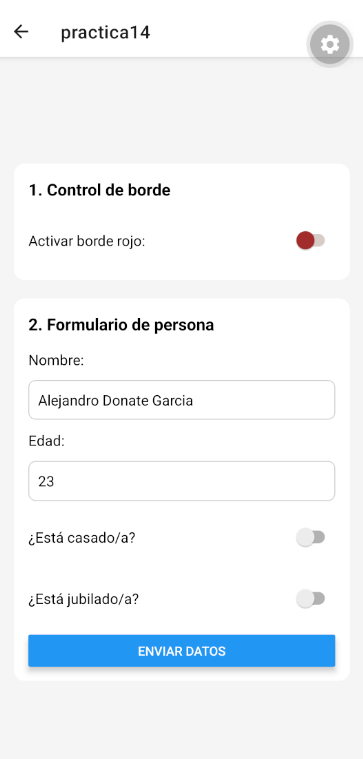 practica14
1. Control de borde
Activar borde rojo:
2. Formulario de persona
Nombre:
Alejandro Donate Garcia
Edad:
23
¿Está casado/a?
¿Está jubilado/a?
ENVIAR DATOS